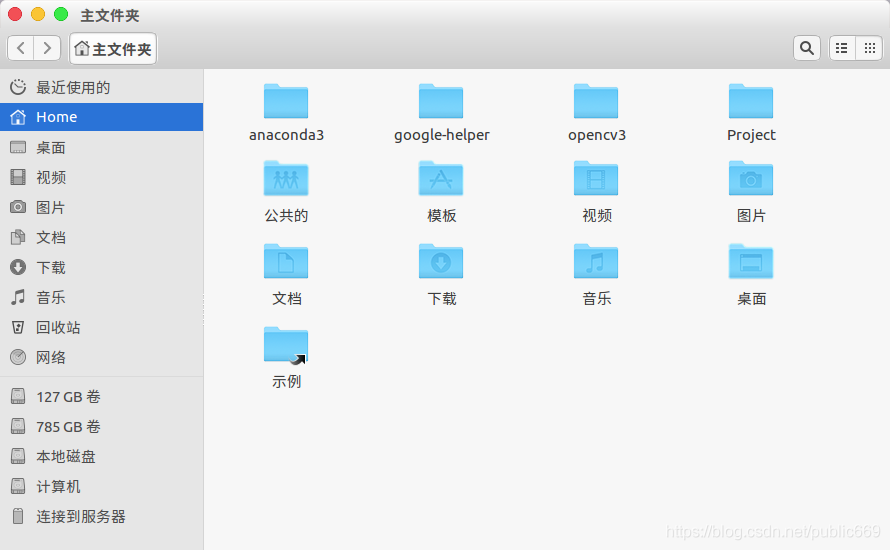 主文件夹
主文件夹
最近使用的
Home
桌面
视频
图片
文档
下载
音乐
回收站
网络
127 GB 卷
785 GB 卷
本地磁盘
计算机
连接到服务器
anaconda3 google-helper opencv3 Project
公共的 模板 视频 图片
文档 下载 音乐 桌面
示例
https://blog.csdn.net/public669